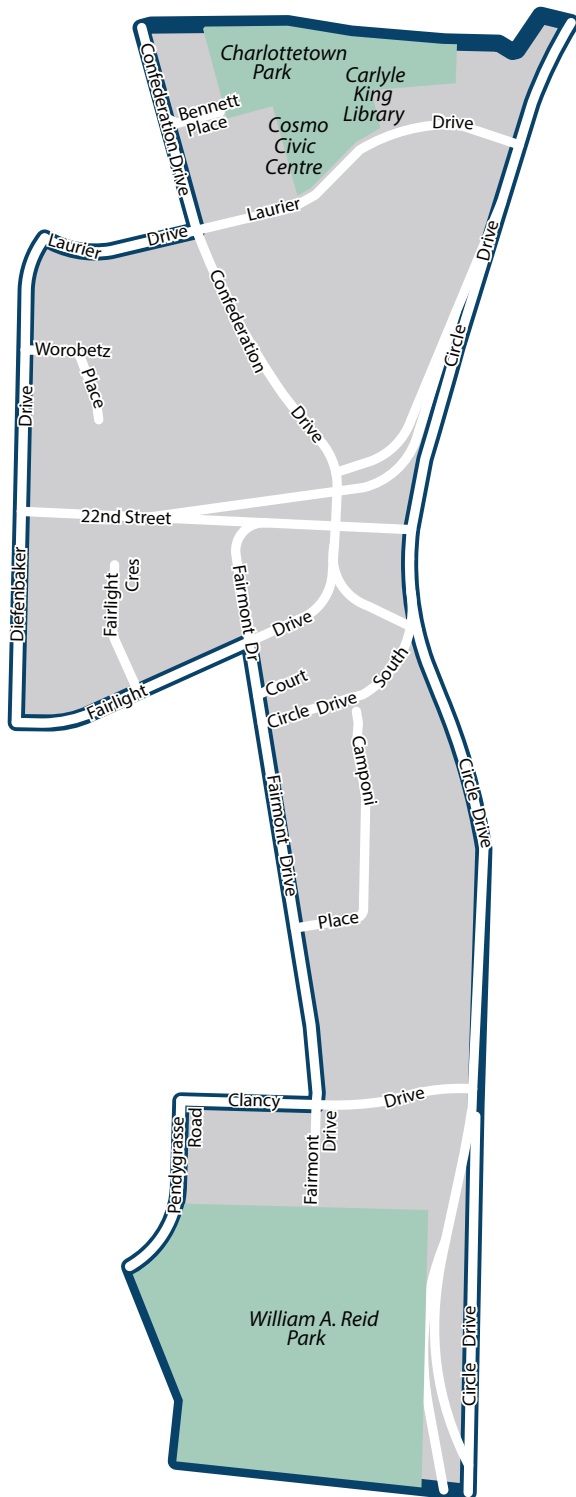 Charlottetown
Park
Carlyle
King
Library
Confederation Drive
Bennett
Place
Cosmo
Civic
Centre
Drive
Laurier
Laurier
Drive
Drive
Circle
Confederation
Drive
Worobetz
Place
Drive
22nd Street
Diefenbaker
Fairlight
Cres
Fairmont Dr
Drive
Fairlight
Court
Circle Drive
South
Camponi
Place
Fairmont Drive
Circle Drive
Clancy
Drive
Pendygrasse
Road
Fairmont
Drive
William A. Reid
Park
Circle Drive